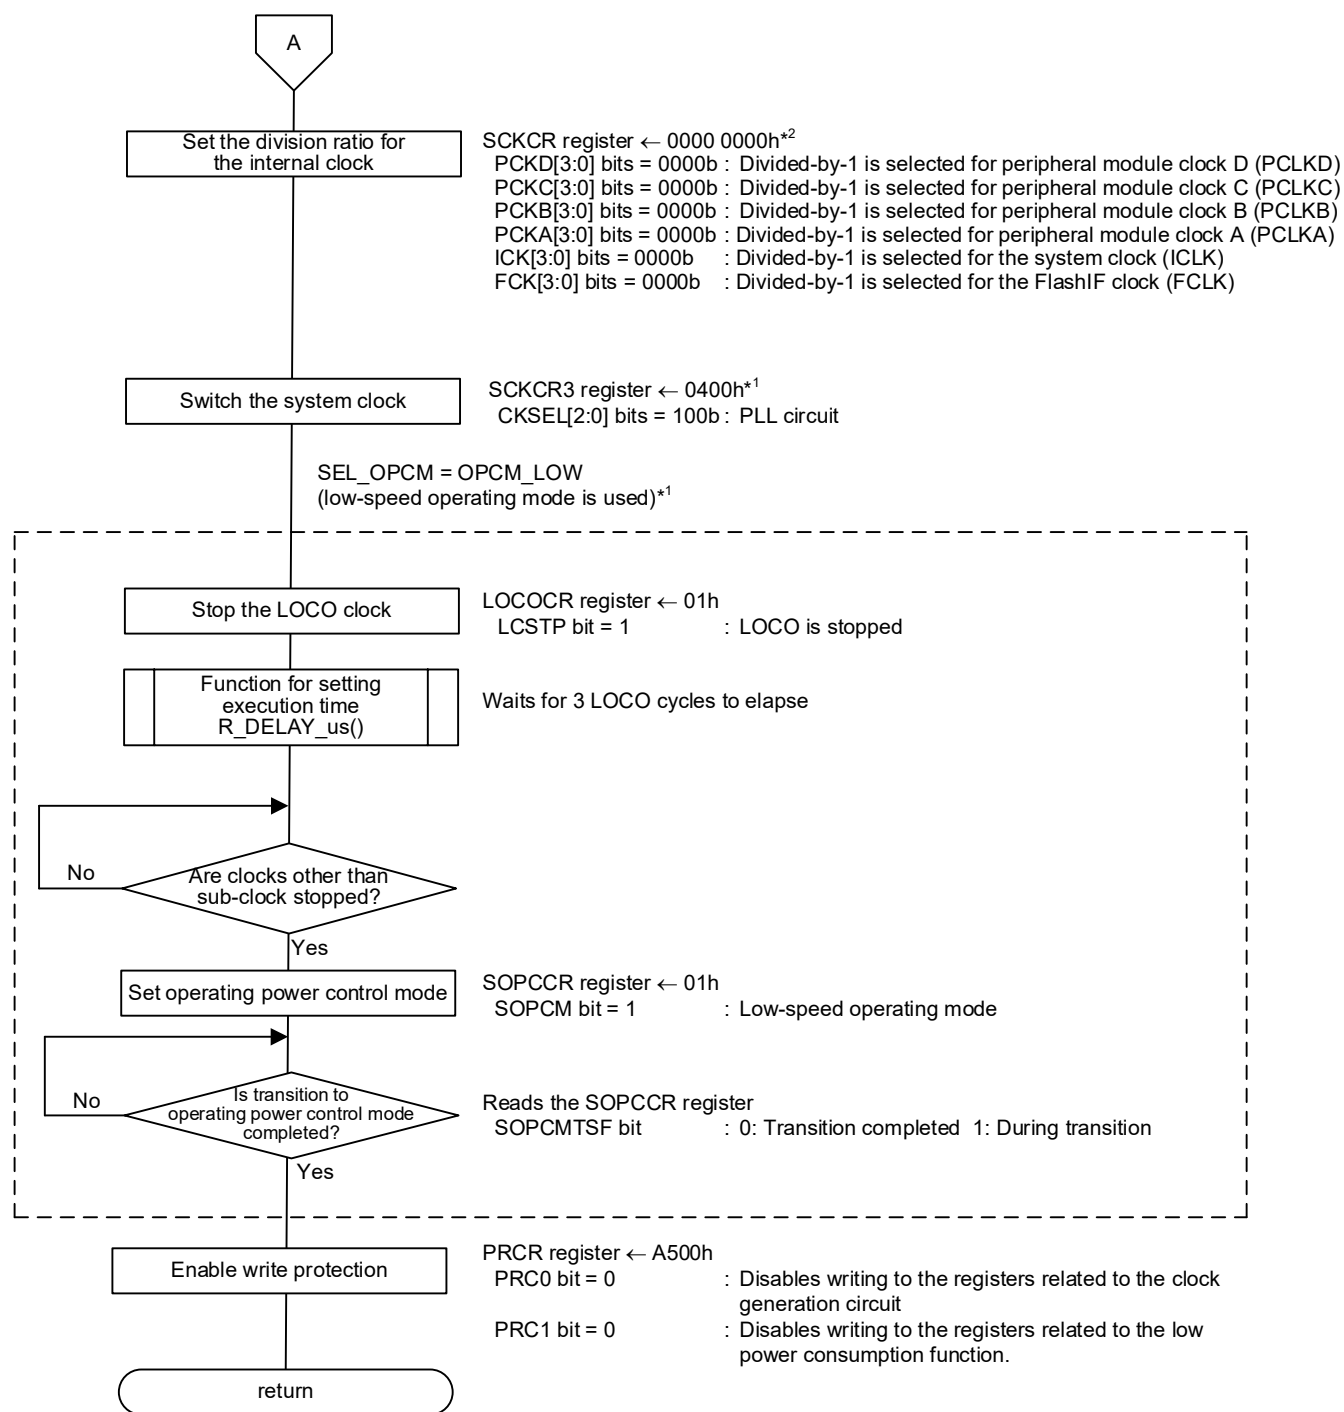 A
Set the division ratio for
the internal clock
SCKCR register ← 0000 0000h*2
PCKD[3:0] bits = 0000b : Divided-by-1 is selected for peripheral module clock D (PCLKD)
PCKC[3:0] bits = 0000b : Divided-by-1 is selected for peripheral module clock C (PCLKC)
PCKB[3:0] bits = 0000b : Divided-by-1 is selected for peripheral module clock B (PCLKB)
PCKA[3:0] bits = 0000b : Divided-by-1 is selected for peripheral module clock A (PCLKA)
ICK[3:0] bits = 0000b : Divided-by-1 is selected for the system clock (ICLK)
FCK[3:0] bits = 0000b : Divided-by-1 is selected for the FlashIF clock (FCLK)
Switch the system clock
SCKCR3 register ← 0400h*1
CKSEL[2:0] bits = 100b : PLL circuit
SEL_OPCM = OPCM_LOW
(low-speed operating mode is used)*1
Stop the LOCO clock
LOCOCR register ← 01h
LCSTP bit = 1 : LOCO is stopped
Function for setting
execution time
R_DELAY_us()
Waits for 3 LOCO cycles to elapse
No
Are clocks other than
sub-clock stopped?
Yes
Set operating power control mode
SOPCCR register ← 01h
SOPCM bit = 1 : Low-speed operating mode
No
Is transition to
operating power control mode
completed?
Reads the SOPCCR register
SOPCMTSF bit : 0: Transition completed 1: During transition
Yes
Enable write protection
PRCR register ← A500h
PRC0 bit = 0 : Disables writing to the registers related to the clock
generation circuit
PRC1 bit = 0 : Disables writing to the registers related to the low
power consumption function.
return